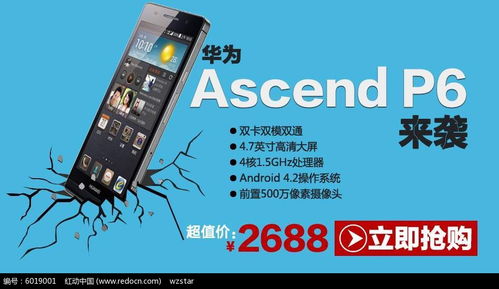 华为
Ascend P6
来袭
●双卡双模双通
●4.7英寸高清大屏
●4核1.5GHz处理器
●Android 4.2操作系统
●前置500万像素摄像头
超值价:
¥2688
立即抢购
编号:6019001 红动中国 (www.redocn.com) wzstar